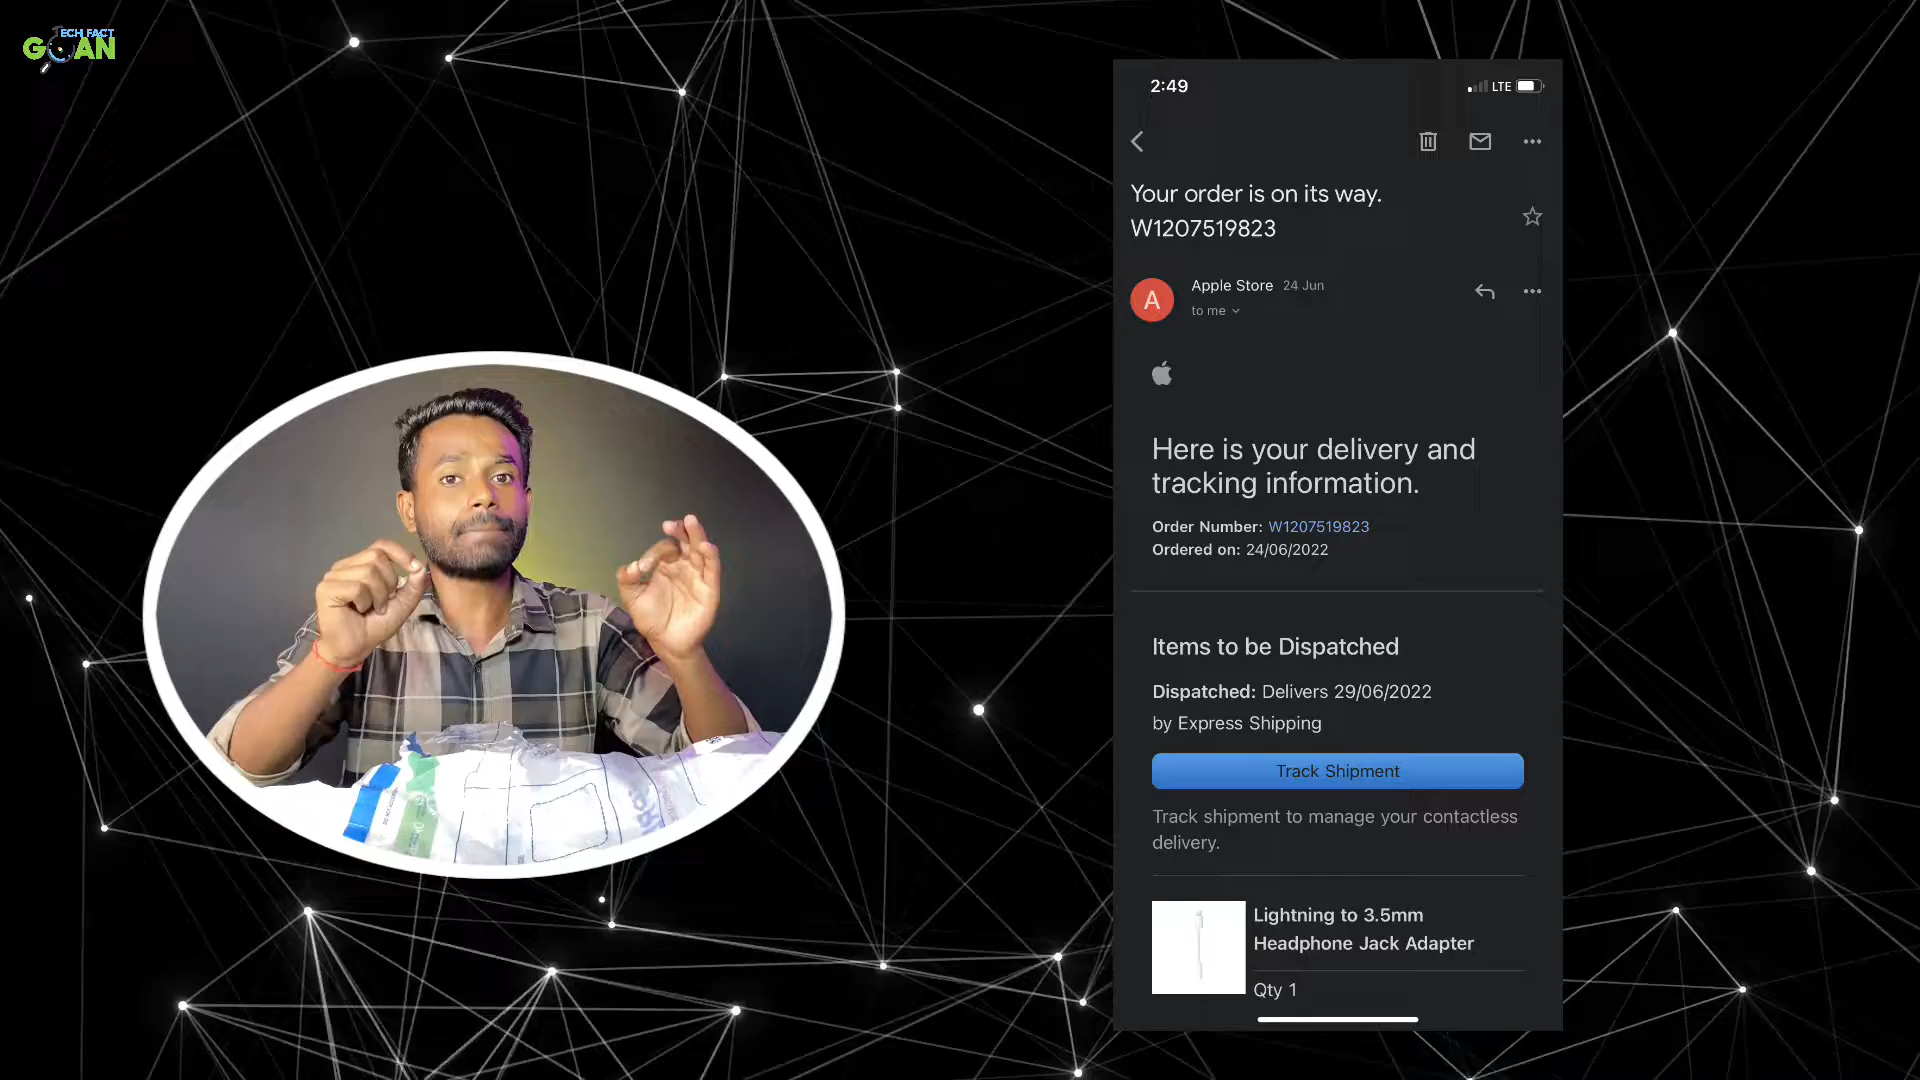 TECH FACT
GYAN
2:49
LTE
Your order is on its way.
W1207519823
A
Apple Store 24 Jun
to me
Here is your delivery and
tracking information.
Order Number: W1207519823
Ordered on: 24/06/2022
Items to be Dispatched
Dispatched: Delivers 29/06/2022
by Express Shipping
Track Shipment
Track shipment to manage your contactless
delivery.
Lightning to 3.5mm
Headphone Jack Adapter
Qty 1